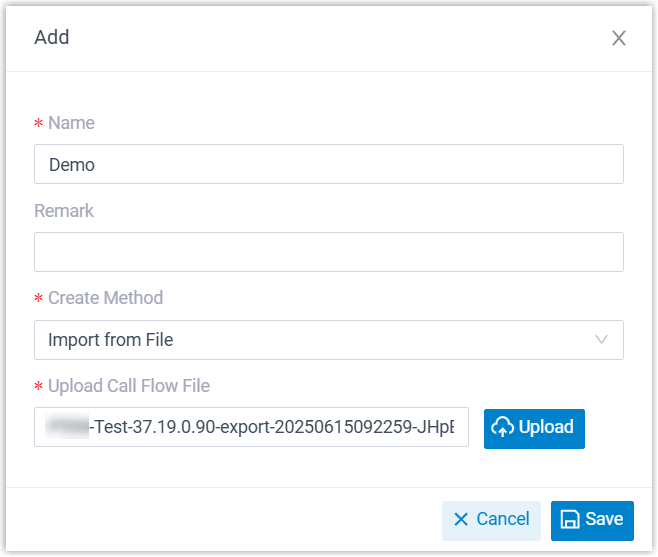 Add
* Name
Demo
Remark
* Create Method
Import from File
* Upload Call Flow File
-Test-37.19.0.90-export-20250615092259-JHpE
Upload
Cancel
Save